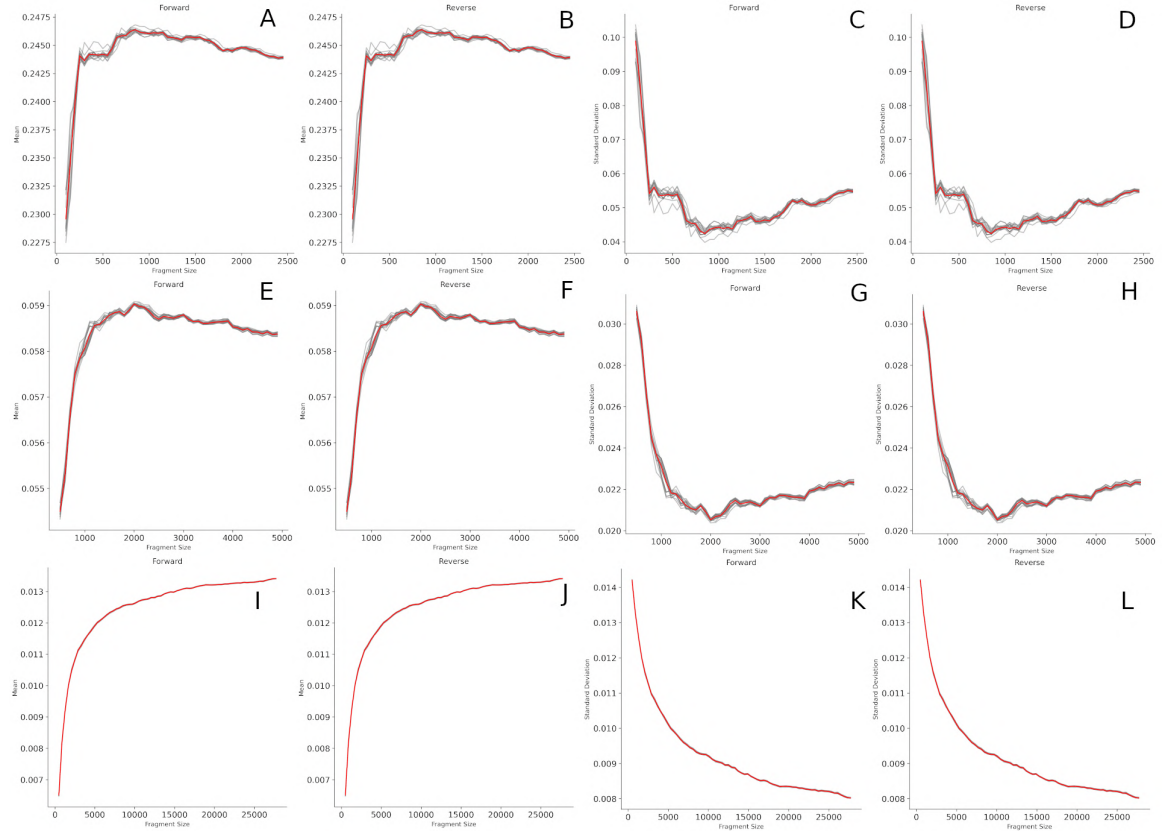 Forward
A
0.2475
0.2450
0.2425
0.2400
0.2375
0.2350
0.2325
0.2300
0.2275
Mean
0 500 1000 1500 2000 2500
Fragment Size
Reverse
B
0.2475
0.2450
0.2425
0.2400
0.2375
0.2350
0.2325
0.2300
0.2275
Mean
0 500 1000 1500 2000 2500
Fragment Size
Forward
C
0.10
0.09
0.08
0.07
0.06
0.05
0.04
Standard Deviation
0 500 1000 1500 2000 2500
Fragment Size
Reverse
D
0.10
0.09
0.08
0.07
0.06
0.05
0.04
Standard Deviation
0 500 1000 1500 2000 2500
Fragment Size
Forward
E
0.059
0.058
0.057
0.056
0.055
Mean
1000 2000 3000 4000 5000
Fragment Size
Reverse
F
0.059
0.058
0.057
0.056
0.055
Mean
1000 2000 3000 4000 5000
Fragment Size
Forward
G
0.030
0.028
0.026
0.024
0.022
0.020
Standard Deviation
1000 2000 3000 4000 5000
Fragment Size
Reverse
H
0.030
0.028
0.026
0.024
0.022
0.020
Standard Deviation
1000 2000 3000 4000 5000
Fragment Size
Forward
I
0.013
0.012
0.011
0.010
0.009
0.008
0.007
Mean
0 5000 10000 15000 20000 25000
Fragment Size
Reverse
J
0.013
0.012
0.011
0.010
0.009
0.008
0.007
Mean
0 5000 10000 15000 20000 25000
Fragment Size
Forward
K
0.014
0.013
0.012
0.011
0.010
0.009
0.008
Standard Deviation
0 5000 10000 15000 20000 25000
Fragment Size
Reverse
L
0.014
0.013
0.012
0.011
0.010
0.009
0.008
Standard Deviation
0 5000 10000 15000 20000 25000
Fragment Size